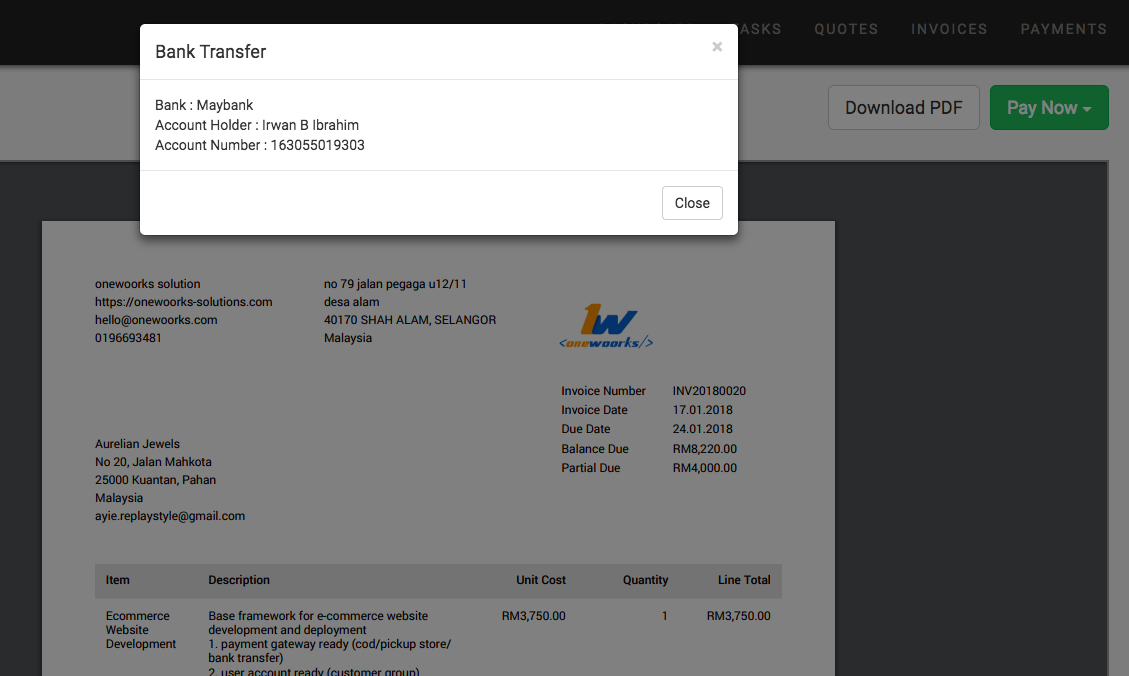 TASKS QUOTES INVOICES PAYMENTS
Bank Transfer ×
Download PDF
Pay Now
Bank : Maybank
Account Holder : Irwan B Ibrahim
Account Number : 163055019303
Close
onewoorks solution
https://onewoorks-solutions.com
hello@onewoorks.com
0196693481
no 79 jalan pegaga u12/11
desa alam
40170 SHAH ALAM, SELANGOR
Malaysia
1W
<onewoorks/>
Invoice Number INV20180020
Invoice Date 17.01.2018
Due Date 24.01.2018
Balance Due RM8,220.00
Partial Due RM4,000.00
Aurelian Jewels
No 20, Jalan Mahkota
25000 Kuantan, Pahan
Malaysia
ayie.replaystyle@gmail.com
Item Description Unit Cost Quantity Line Total
Ecommerce
Website
Development
Base framework for e-commerce website
development and deployment
1. payment gateway ready (cod/pickup store/
bank transfer)
2. user account ready (customer group)
RM3,750.00 1 RM3,750.00